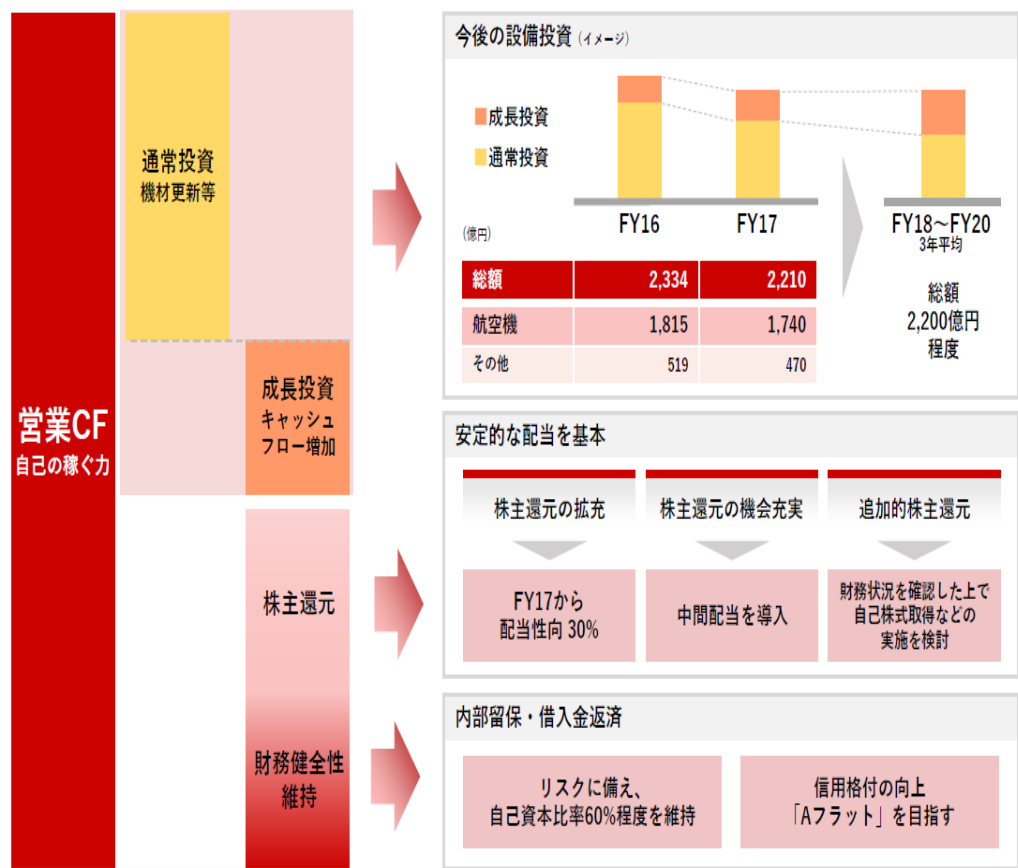 営業CF
自己の稼ぐ力
通常投資
機材更新等
成長投資
キャッシュ
フロー増加
株主還元
財務健全性
維持
今後の設備投資（イメージ）
成長投資
通常投資
FY16
FY17
FY18～FY20
3年平均
(億円)
総額 2,334 2,210
航空機 1,815 1,740
その他 519 470
総額
2,200億円
程度
安定的な配当を基本
株主還元の拡充
FY17から
配当性向 30%
株主還元の機会充実
中間配当を導入
追加的株主還元
財務状況を確認した上で
自己株式取得などの
実施を検討
内部留保・借入金返済
リスクに備え、
自己資本比率60%程度を維持
信用格付の向上
「Aフラット」を目指す